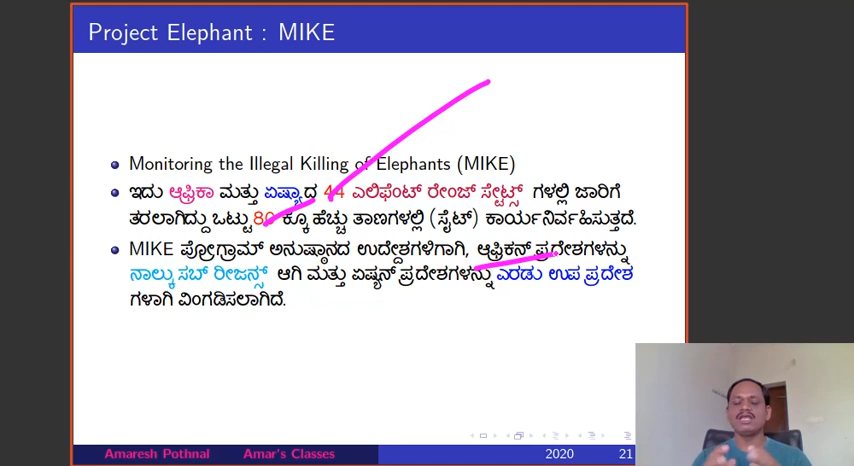 Project Elephant : MIKE
Monitoring the Illegal Killing of Elephants (MIKE)
ಇದು ಆಫ್ರಿಕಾ ಮತ್ತು ಏಷ್ಯಾದ 44 ಎಲಿಫೆಂಟ್ ರೇಂಜ್ ಸ್ಟೇಟ್ಸ್ ಗಳಲ್ಲಿ ಜಾರಿಗೆ
ತರಲಾಗಿದ್ದು ಒಟ್ಟು 80 ಕ್ಕೂ ಹೆಚ್ಚು ತಾಣಗಳಲ್ಲಿ (ಸೈಟ್) ಕಾರ್ಯನಿರ್ವಹಿಸುತ್ತದೆ.
MIKE ಪ್ರೋಗ್ರಾಮ್ ಅನುಷ್ಠಾನದ ಉದ್ದೇಶಗಳಿಗಾಗಿ, ಆಫ್ರಿಕನ್ ಪ್ರದೇಶಗಳನ್ನು
ನಾಲ್ಕು ಸಬ್ ರೀಜನ್ಸ್ ಆಗಿ ಮತ್ತು ಏಷ್ಯನ್ ಪ್ರದೇಶಗಳನ್ನು ಎರಡು ಉಪ ಪ್ರದೇಶ
ಗಳಾಗಿ ವಿಂಗಡಿಸಲಾಗಿದೆ.
Amaresh Pothnal Amar's Classes 2020 21